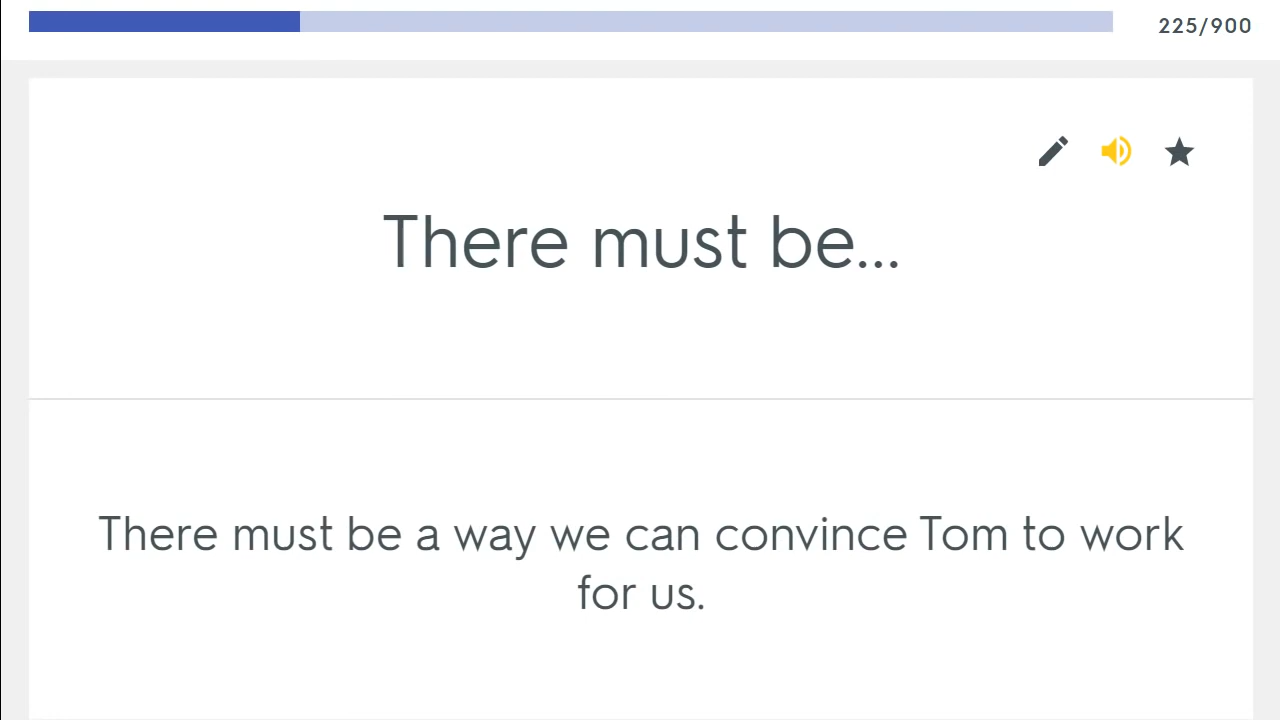 225/900
There must be...
There must be a way we can convince Tom to work
for us.